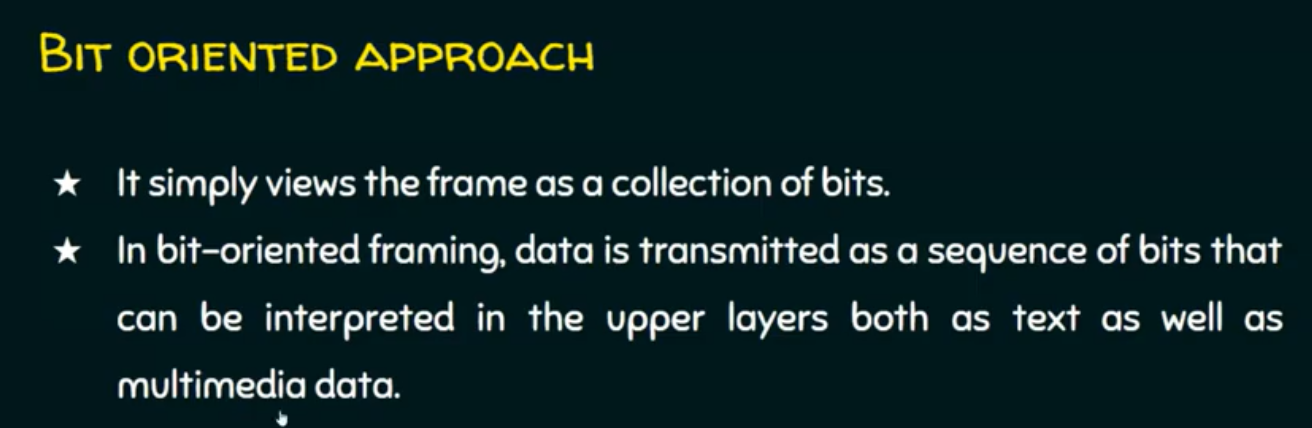 BIT ORIENTED APPROACH
★ It simply views the frame as a collection of bits.
★ In bit-oriented framing, data is transmitted as a sequence of bits that
can be interpreted in the upper layers both as text as well as
multimedia data.